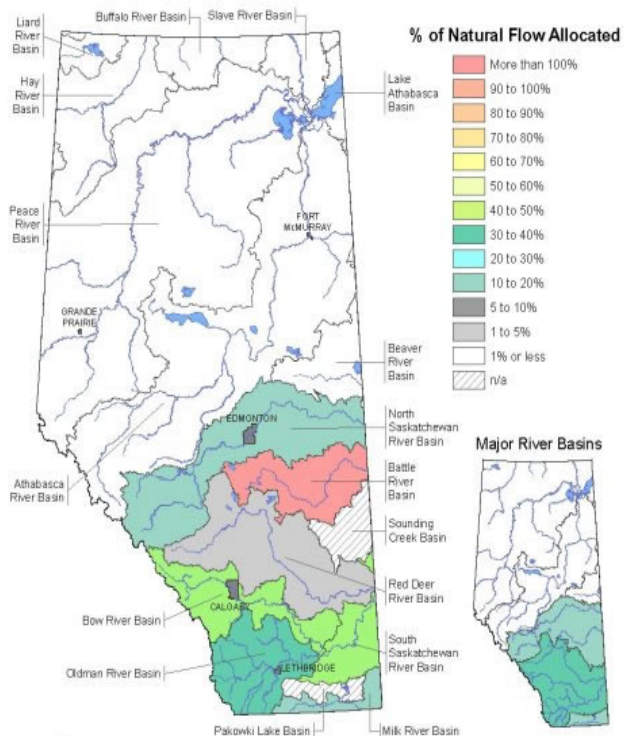 Liard
River
Basin
Buffalo River Basin
Slave River Basin
% of Natural Flow Allocated
Hay
River
Basin
Lake
Athabasca
Basin
More than 100%
90 to 100%
80 to 90%
70 to 80%
60 to 70%
50 to 60%
40 to 50%
30 to 40%
20 to 30%
10 to 20%
5 to 10%
1 to 5%
1% or less
n/a
Peace
River
Basin
FORT
McMURRAY
GRANDE
PRAIRIE
Beaver
River
Basin
EDMONTON
North
Saskatchewan
River Basin
Major River Basins
Athabasca
River Basin
Battle
River
Basin
Sounding
Creek Basin
Red Deer
River Basin
Bow River Basin
CALGARY
South
Saskatchewan
River Basin
Oldman River Basin
LETHBRIDGE
Pakowki Lake Basin
Milk River Basin